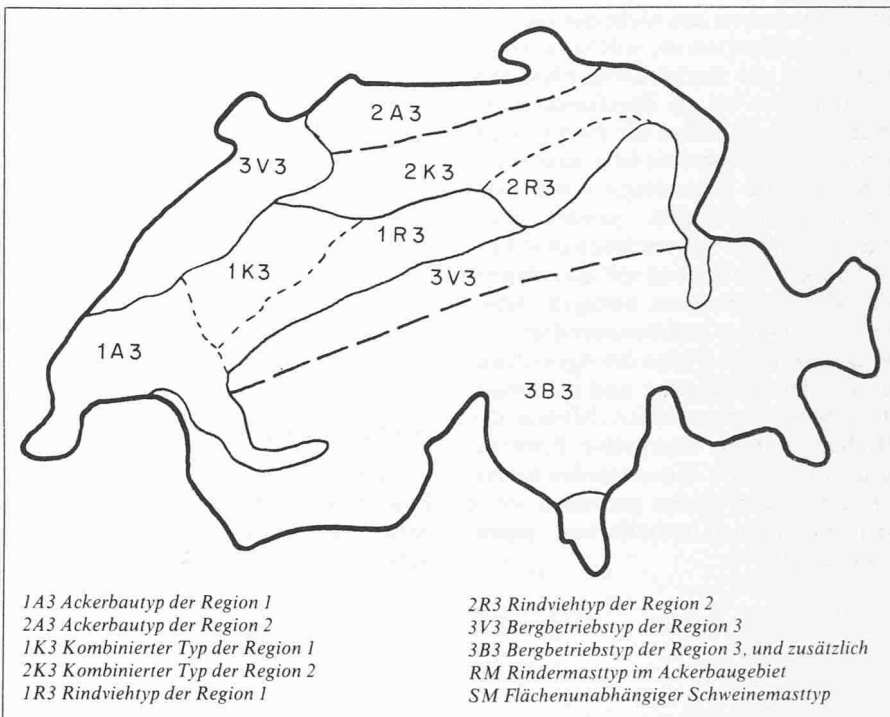 2A3
3V3
2K3
2R3
1R3
1K3
3V3
1A3
3B3
1A3 Ackerbautyp der Region 1
2A3 Ackerbautyp der Region 2
1K3 Kombinierter Typ der Region 1
2K3 Kombinierter Typ der Region 2
1R3 Rindviehtyp der Region 1
2R3 Rindviehtyp der Region 2
3V3 Bergbetriebstyp der Region 3
3B3 Bergbetriebstyp der Region 3, und zusätzlich
RM Rindermasttyp im Ackerbaugebiet
SM Flächenunabhängiger Schweinemasttyp